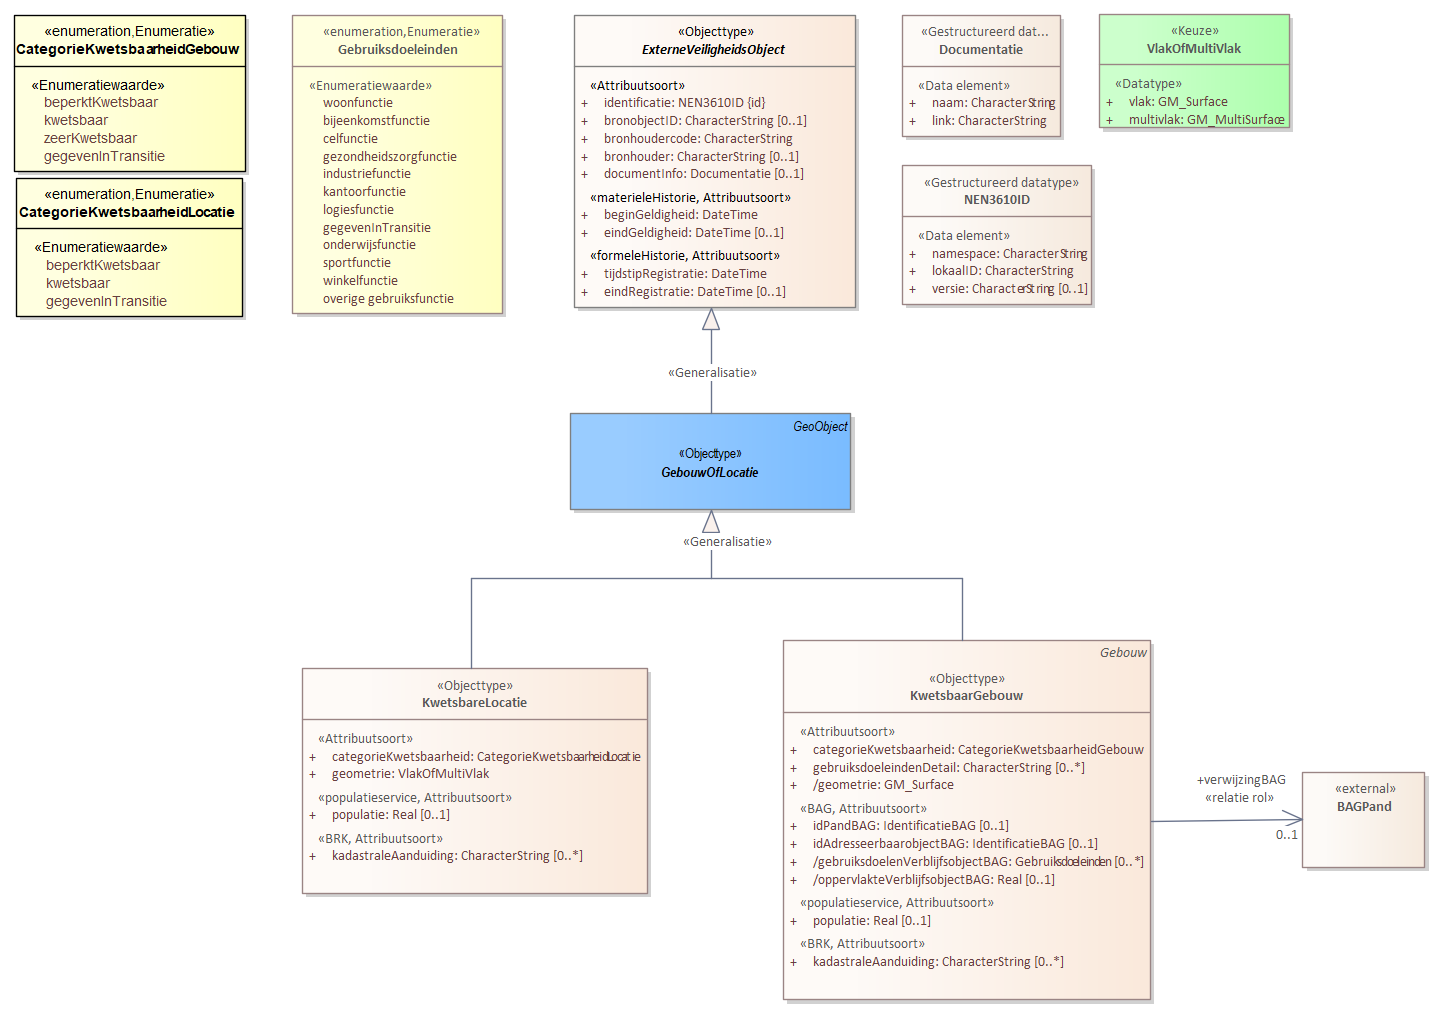 «enumeration,Enumeratie»
CategorieKwetsbaarheidGebouw
«Enumeratiewaarde»
beperktKwetsbaar
kwetsbaar
zeerKwetsbaar
gegevenInTransitie
«enumeration,Enumeratie»
CategorieKwetsbaarheidLocatie
«Enumeratiewaarde»
beperktKwetsbaar
kwetsbaar
gegevenInTransitie
«enumeration,Enumeratie»
Gebruiksdoeleinden
«Enumeratiewaarde»
woonfunctie
bijeenkomstfunctie
celfunctie
gezondheidszorgfunctie
industriefunctie
kantoorfunctie
logiesfunctie
gegevenInTransitie
onderwijsfunctie
sportfunctie
winkelfunctie
overige gebruiksfunctie
«Objecttype»
ExterneVeiligheidsObject
«Attribuutsoort»
+ identificatie: NEN3610ID {id}
+ bronobjectID: CharacterString [0..1]
+ bronhoudercode: CharacterString
+ bronhouder: CharacterString [0..1]
+ documentInfo: Documentatie [0..1]
«materieleHistorie, Attribuutsoort»
+ beginGeldigheid: DateTime
+ eindGeldigheid: DateTime [0..1]
«formeleHistorie, Attribuutsoort»
+ tijdstipRegistratie: DateTime
+ eindRegistratie: DateTime [0..1]
«Gestructureerd dat...
Documentatie
«Data element»
+ naam: CharacterString
+ link: CharacterString
«Keuze»
VlakOfMultiVlak
«Datatype»
+ vlak: GM_Surface
+ multivlak: GM_MultiSurface
«Gestructureerd datatype»
NEN3610ID
«Data element»
+ namespace: CharacterString
+ lokaalID: CharacterString
+ versie: CharacterString [0..1]
«Generalisatie»
GeoObject
«Objecttype»
GebouwOfLocatie
«Generalisatie»
«Objecttype»
KwetsbareLocatie
«Attribuutsoort»
+ categorieKwetsbaarheid: CategorieKwetsbaarheidLocatie
+ geometrie: VlakOfMultiVlak
«populatieservice, Attribuutsoort»
+ populatie: Real [0..1]
«BRK, Attribuutsoort»
+ kadastraleAanduiding: CharacterString [0..*]
Gebouw
«Objecttype»
KwetsbaarGebouw
«Attribuutsoort»
+ categorieKwetsbaarheid: CategorieKwetsbaarheidGebouw
+ gebruiksdoeleindenDetail: CharacterString [0..*]
+ /geometrie: GM_Surface
«BAG, Attribuutsoort»
+ idPandBAG: IdentificatieBAG [0..1]
+ idAdresseerbaarobjectBAG: IdentificatieBAG [0..1]
+ /gebruiksdoelenVerblijfsobjectBAG: Gebruiksdoeleinden [0..*]
+ /oppervlakteVerblijfsobjectBAG: Real [0..1]
«populatieservice, Attribuutsoort»
+ populatie: Real [0..1]
«BRK, Attribuutsoort»
+ kadastraleAanduiding: CharacterString [0..*]
+verwijzingBAG
«relatie rol»
0..1
«external»
BAGPand